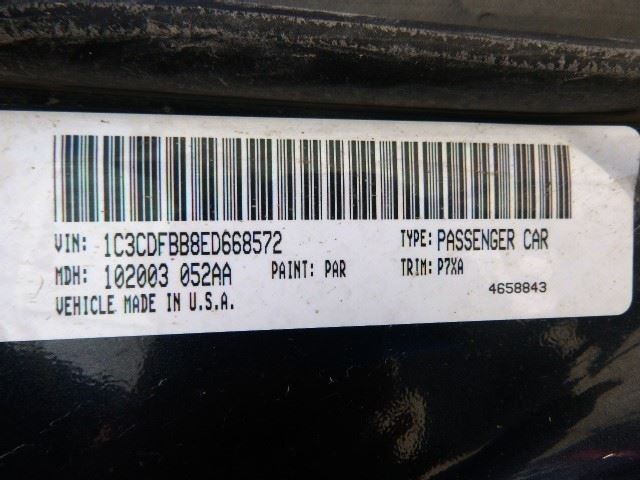 VIN: 1C3CDFBB8ED668572 TYPE: PASSENGER CAR
MDH: 102003 052AA PAINT: PAR TRIM: P7XA
VEHICLE MADE IN U.S.A. 4658843